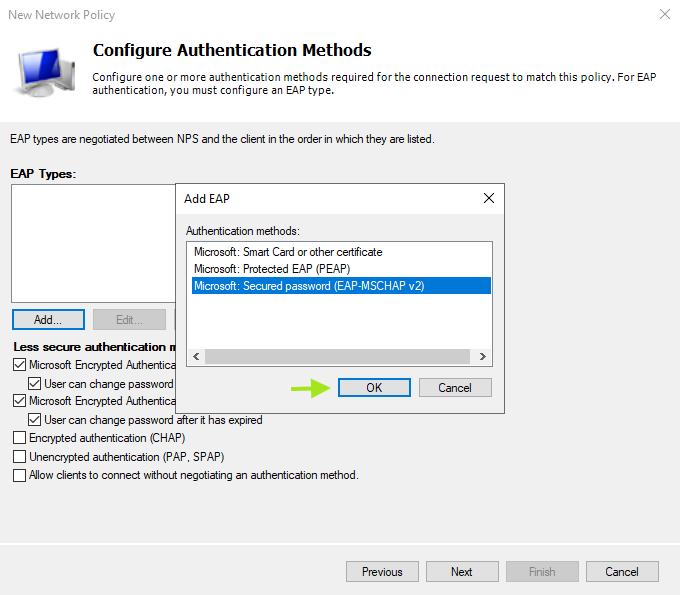 New Network Policy
Configure Authentication Methods
Configure one or more authentication methods required for the connection request to match this policy. For EAP
authentication, you must configure an EAP type.
EAP types are negotiated between NPS and the client in the order in which they are listed.
EAP Types:
Add EAP
Authentication methods:
Microsoft: Smart Card or other certificate
Microsoft: Protected EAP (PEAP)
Microsoft: Secured password (EAP-MSCHAP v2)
OK
Cancel
Add...
Edit...
Less secure authentication m
Microsoft Encrypted Authentica
User can change password
Microsoft Encrypted Authentica
User can change password after it has expired
Encrypted authentication (CHAP)
Unencrypted authentication (PAP, SPAP)
Allow clients to connect without negotiating an authentication method.
Previous
Next
Finish
Cancel